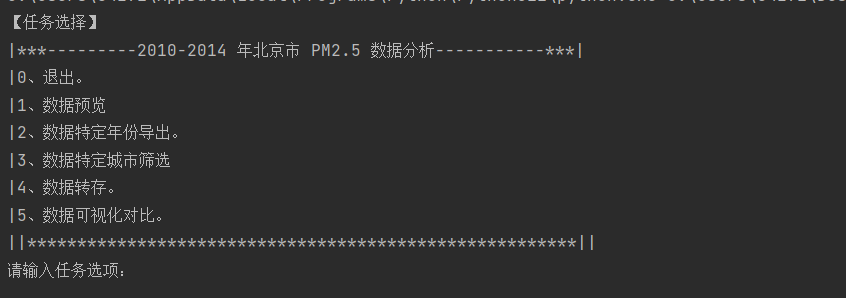 【任务选择】
|***---------2010-2014 年北京市 PM2.5 数据分析-----------***|
|0、退出。
|1、数据预览
|2、数据特定年份导出。
|3、数据特定城市筛选
|4、数据转存。
|5、数据可视化对比。
||*******************************************************||
请输入任务选项: